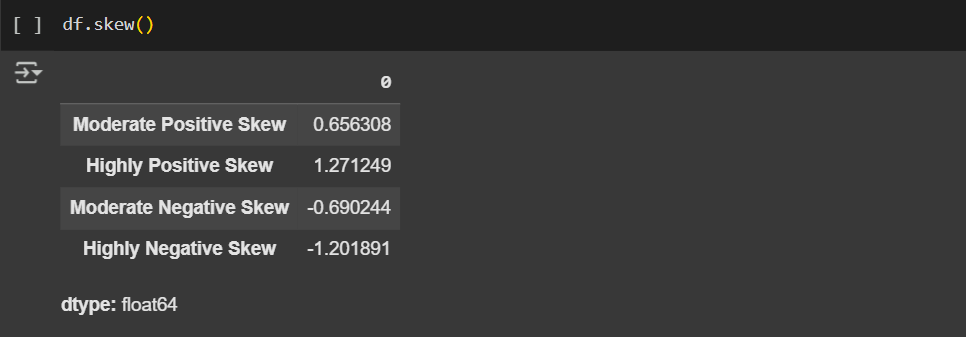 [ ] df.skew()
0
Moderate Positive Skew 0.656308
Highly Positive Skew 1.271249
Moderate Negative Skew -0.690244
Highly Negative Skew -1.201891
dtype: float64